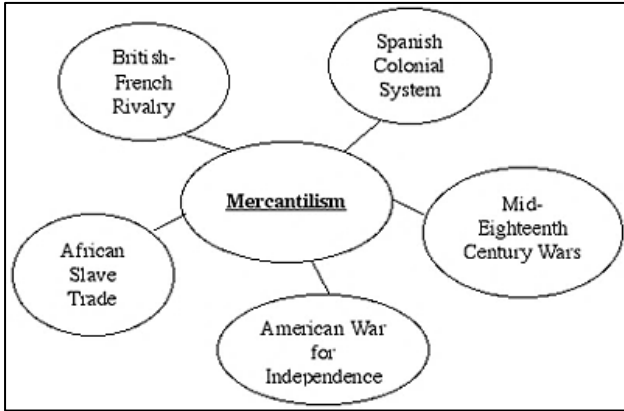 British-
French
Rivalry
Spanish
Colonial
System
Mercantilism
Mid-
Eighteenth
Century Wars
African
Slave
Trade
American War
for
Independence